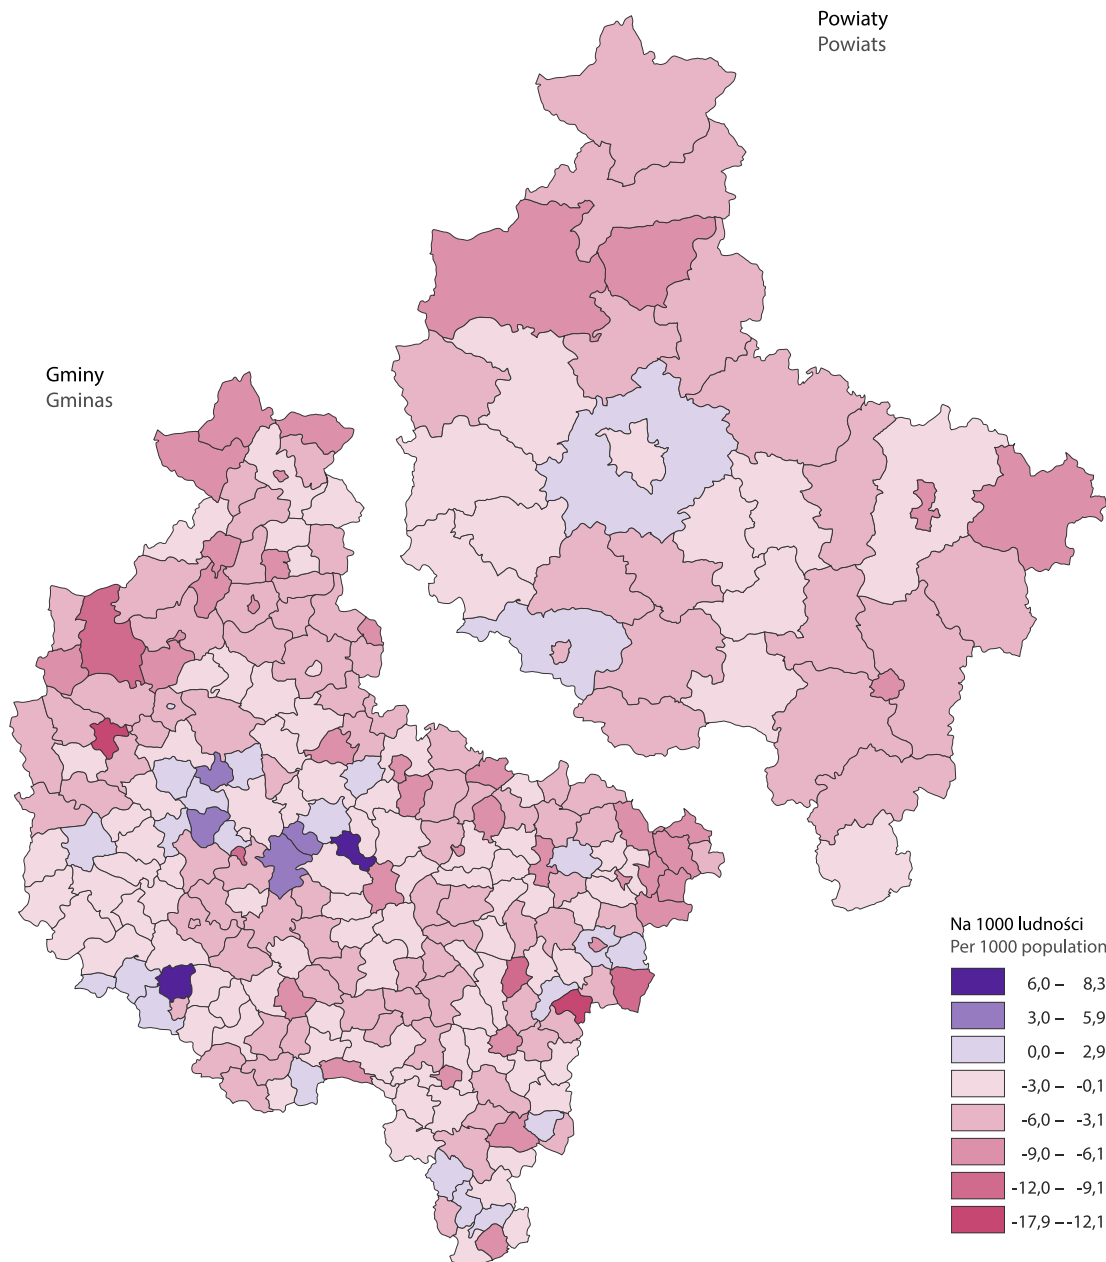 Powiaty
Powiats
Gminy
Gminas
Na 1000 ludności
Per 1000 population
6,0 – 8,3
3,0 – 5,9
0,0 – 2,9
-3,0 – -0,1
-6,0 – -3,1
-9,0 – -6,1
-12,0 – -9,1
-17,9 – -12,1